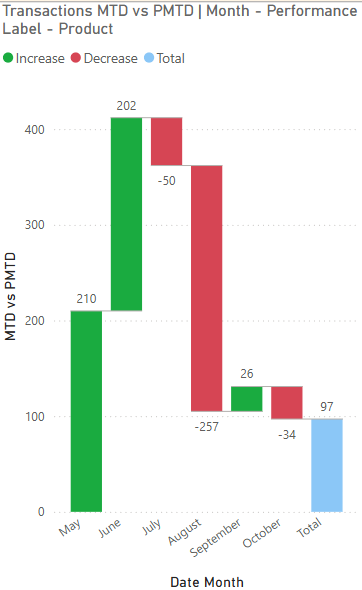 Transactions MTD vs PMTD | Month - Performance
Label - Product
Increase Decrease Total
202
400
-50
300
210
MTD vs PMTD
200
26
97
100
-257
-34
0
May June July August September October Total
Date Month